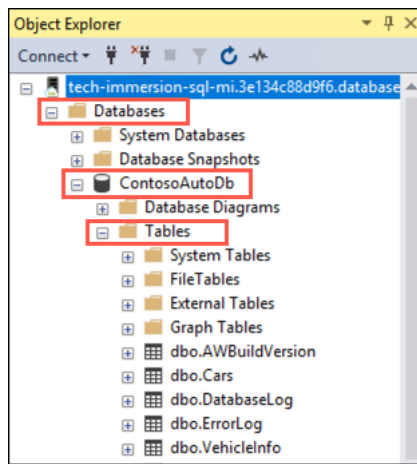 Object Explorer
Connect
tech-immersion-sql-mi.3e134c88d9f6.database
Databases
System Databases
Database Snapshots
ContosoAutoDb
Database Diagrams
Tables
System Tables
FileTables
External Tables
Graph Tables
dbo.AWBuildVersion
dbo.Cars
dbo.DatabaseLog
dbo.ErrorLog
dbo.VehicleInfo